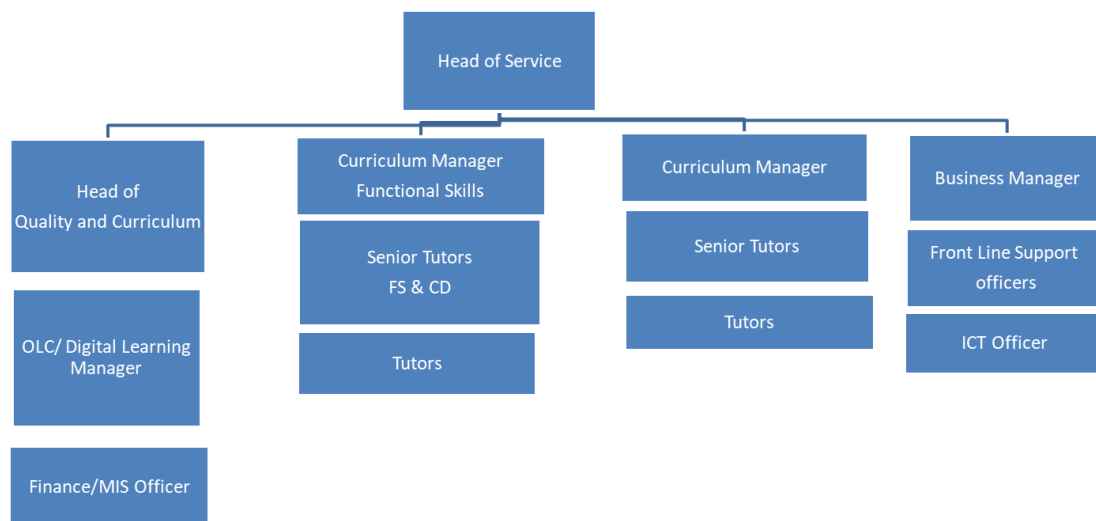 Head of Service
Head of
Quality and Curriculum
OLC/ Digital Learning
Manager
Finance/MIS Officer
Curriculum Manager
Functional Skills
Senior Tutors
FS & CD
Tutors
Curriculum Manager
Senior Tutors
Tutors
Business Manager
Front Line Support
officers
ICT Officer